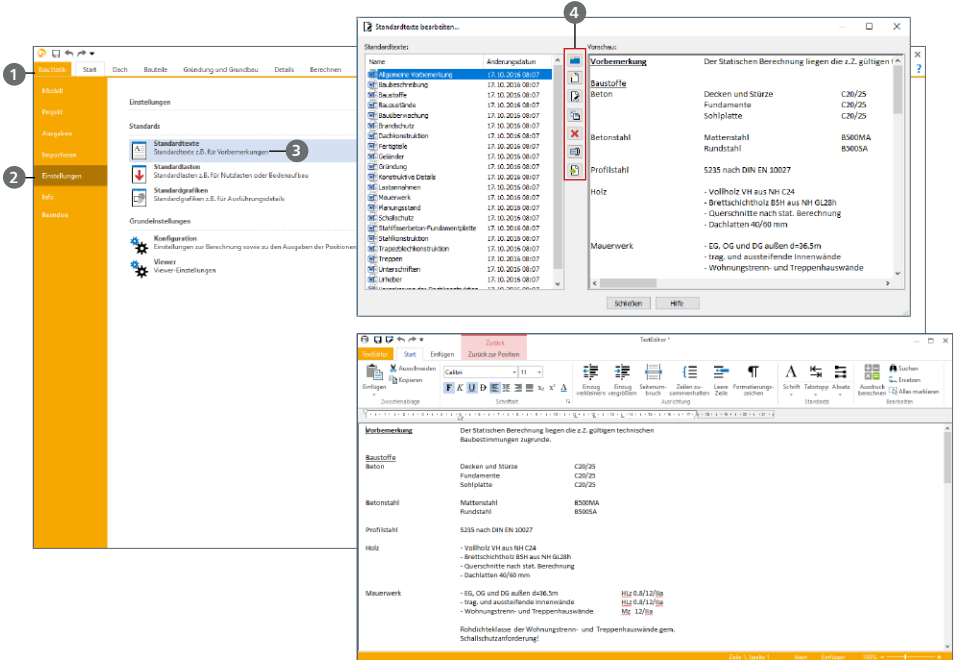 4
Standardtexte bearbeiten...
Standardtexte:
Vorschau:
Name Änderungsdatum
Allgemeine Vorbemerkung 17.10.2016 08:07
Baubeschreibung 17.10.2016 08:07
Baustoffe 17.10.2016 08:07
Bauzustände 17.10.2016 08:07
Bauüberwachung 17.10.2016 08:07
Brandschutz 17.10.2016 08:07
Dachkonstruktion 17.10.2016 08:07
Fertigteile 17.10.2016 08:07
Geländer 17.10.2016 08:07
Gründung 17.10.2016 08:07
Konstruktive Details 17.10.2016 08:07
Lastannahmen 17.10.2016 08:07
Mauerwerk 17.10.2016 08:07
Planungsstand 17.10.2016 08:07
Schallschutz 17.10.2016 08:07
Stahlfaserbeton-Fundamentplatte 17.10.2016 08:07
Stahlkonstruktion 17.10.2016 08:07
Trapezblechkonstruktion 17.10.2016 08:07
Treppen 17.10.2016 08:07
Unterschriften 17.10.2016 08:07
Urheber 17.10.2016 08:07
Vorbemerkung Der Statischen Berechnung liegen die z.Z. gültigen t
Baustoffe
Beton Decken und Stürze C20/25
Fundamente C20/25
Sohlplatte C20/25
Betonstahl Mattenstahl B500MA
Rundstahl B500SA
Profilstahl S235 nach DIN EN 10027
Holz - Vollholz VH aus NH C24
- Brettschichtholz BSH aus NH GL28h
- Querschnitte nach stat. Berechnung
- Dachlatten 40/60 mm
Mauerwerk - EG, OG und DG außen d=36.5m
- trag. und aussteifende Innenwände
- Wohnungstrenn- und Treppenhauswände
Schließen Hilfe
1
BauStatik Start Dach Bauteile Gründung und Grundbau Details Berechnen
?
Modell
Projekt
Ausgaben
Importieren
2
Einstellungen
Info
Beenden
Einstellungen
Standards
Standardtexte
Standardtexte z.B. für Vorbemerkungen
3
Standardlasten
Standardlasten z.B. für Nutzlasten oder Bodenaufbau
Standardgrafiken
Standardgrafiken z.B. für Ausführungsdetails
Grundeinstellungen
Konfiguration
Einstellungen zur Berechnung sowie zu den Ausgaben der Positionen
Viewer
Viewer-Einstellungen
Zurück
TextEditor *
TextEditor Start Einfügen Zurück zur Position
Einfügen
Ausschneiden
Kopieren
Zwischenablage
Calibri 11
F K U
Schriftart
Einzug verkleinern
Einzug vergrößern
Seitenumbruch
Zeilen zusammenhalten
Leere Zeile
Formatierungszeichen
Ausrichtung
Schrift Tabstopp Absatz
Standards
Ausdruck berechnen
Suchen
Ersetzen
Alles markieren
Bearbeiten
Vorbemerkung Der Statischen Berechnung liegen die z.Z. gültigen technischen
Baubestimmungen zugrunde.
Baustoffe
Beton Decken und Stürze C20/25
Fundamente C20/25
Sohlplatte C20/25
Betonstahl Mattenstahl B500MA
Rundstahl B500SA
Profilstahl S235 nach DIN EN 10027
Holz - Vollholz VH aus NH C24
- Brettschichtholz BSH aus NH GL28h
- Querschnitte nach stat. Berechnung
- Dachlatten 40/60 mm
Mauerwerk - EG, OG und DG außen d=36.5m HLz 0.8/12/IIa
- trag. und aussteifende Innenwände HLz 0.8/12/IIa
- Wohnungstrenn- und Treppenhauswände Mz 12/IIa
Rohdichteklasse der Wohnungstrenn- und Treppenhauswände gem.
Schallschutzanforderung!
Zeile 1, Spalte 1 Einfügen 100%